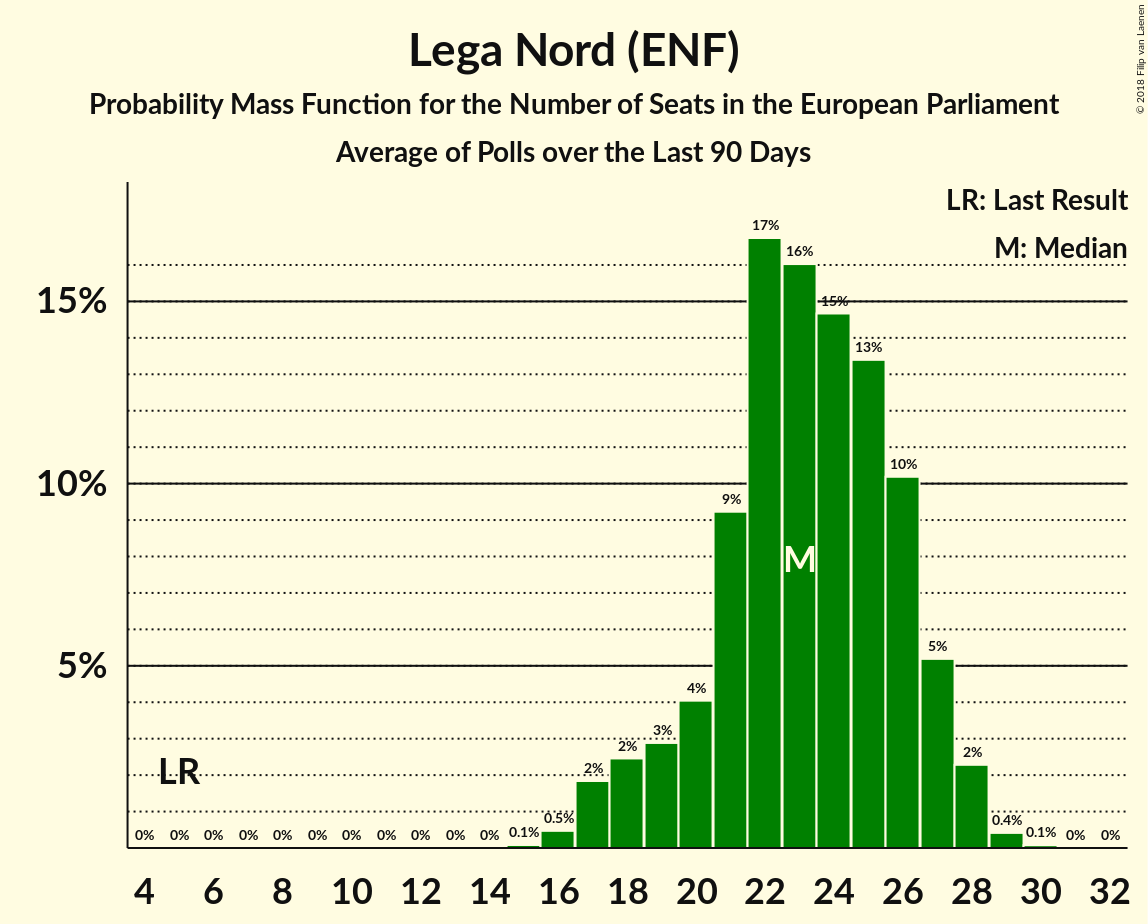 Lega Nord (ENF)
Probability Mass Function for the Number of Seats in the European Parliament
Average of Polls over the Last 90 Days
© 2018 Filip van Laenen
LR: Last Result
M: Median
15%
10%
5%
17%
16%
15%
13%
10%
9%
M
5%
4%
3%
2%
2%
2%
LR
0% 0% 0% 0% 0% 0% 0% 0% 0% 0% 0% 0.1% 0.5% 0.4% 0.1% 0% 0%
4 6 8 10 12 14 16 18 20 22 24 26 28 30 32